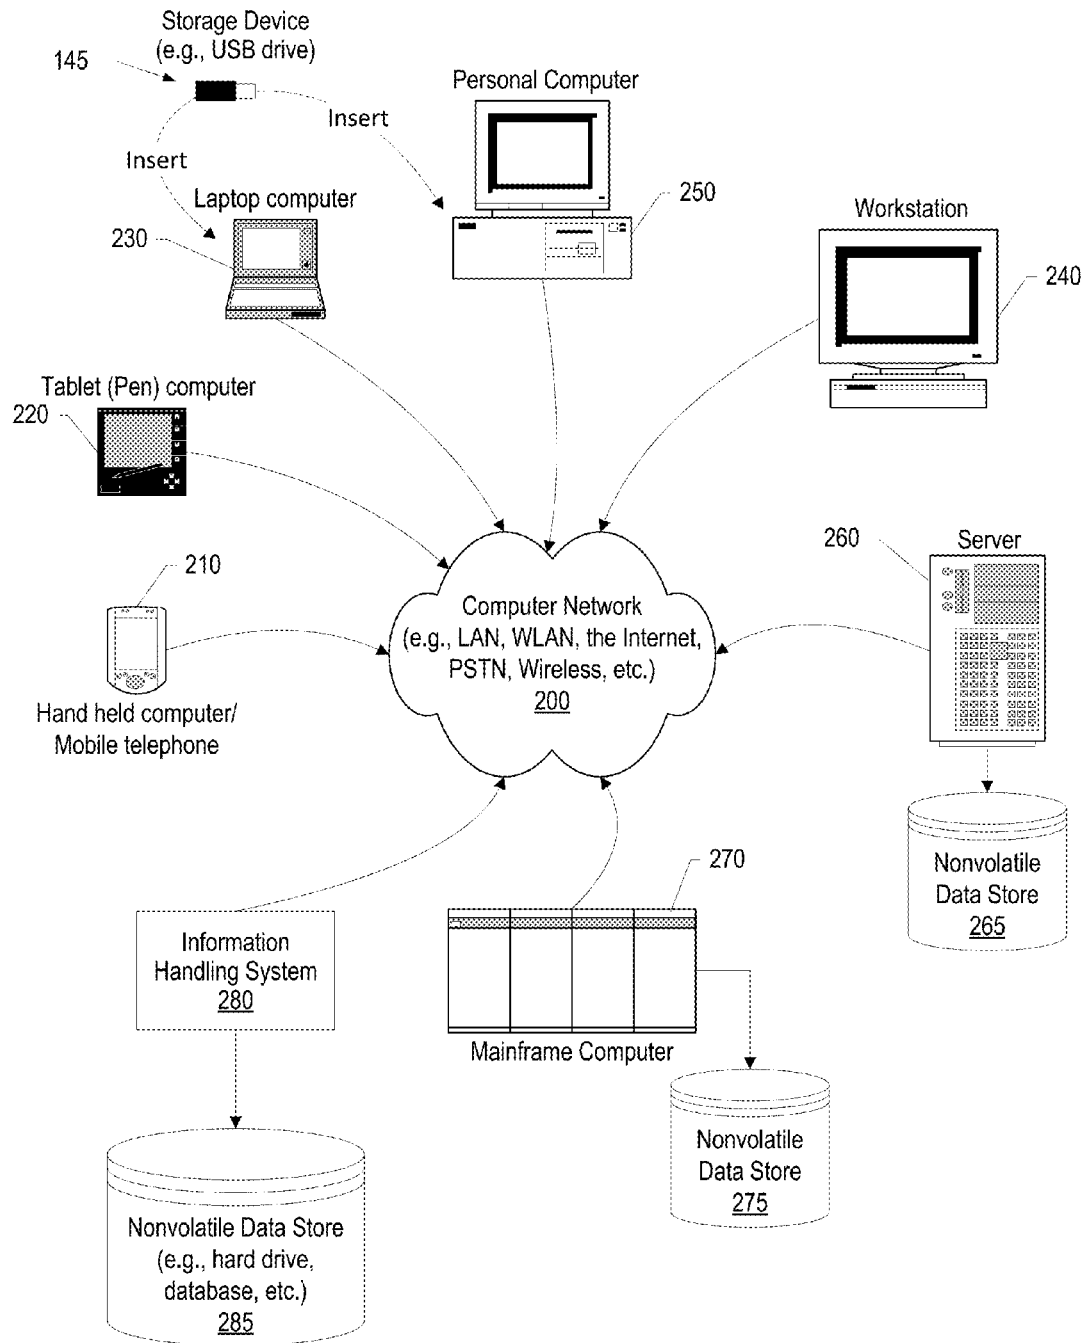 Storage Device
(e.g., USB drive)
145
Personal Computer
Insert
Insert
Laptop computer
230
250
Workstation
240
Tablet (Pen) computer
220
210
260
Server
Computer Network
(e.g., LAN, WLAN, the Internet,
PSTN, Wireless, etc.)
200
Hand held computer/
Mobile telephone
270
Nonvolatile
Data Store
265
Information
Handling System
280
Mainframe Computer
Nonvolatile
Data Store
275
Nonvolatile Data Store
(e.g., hard drive,
database, etc.)
285